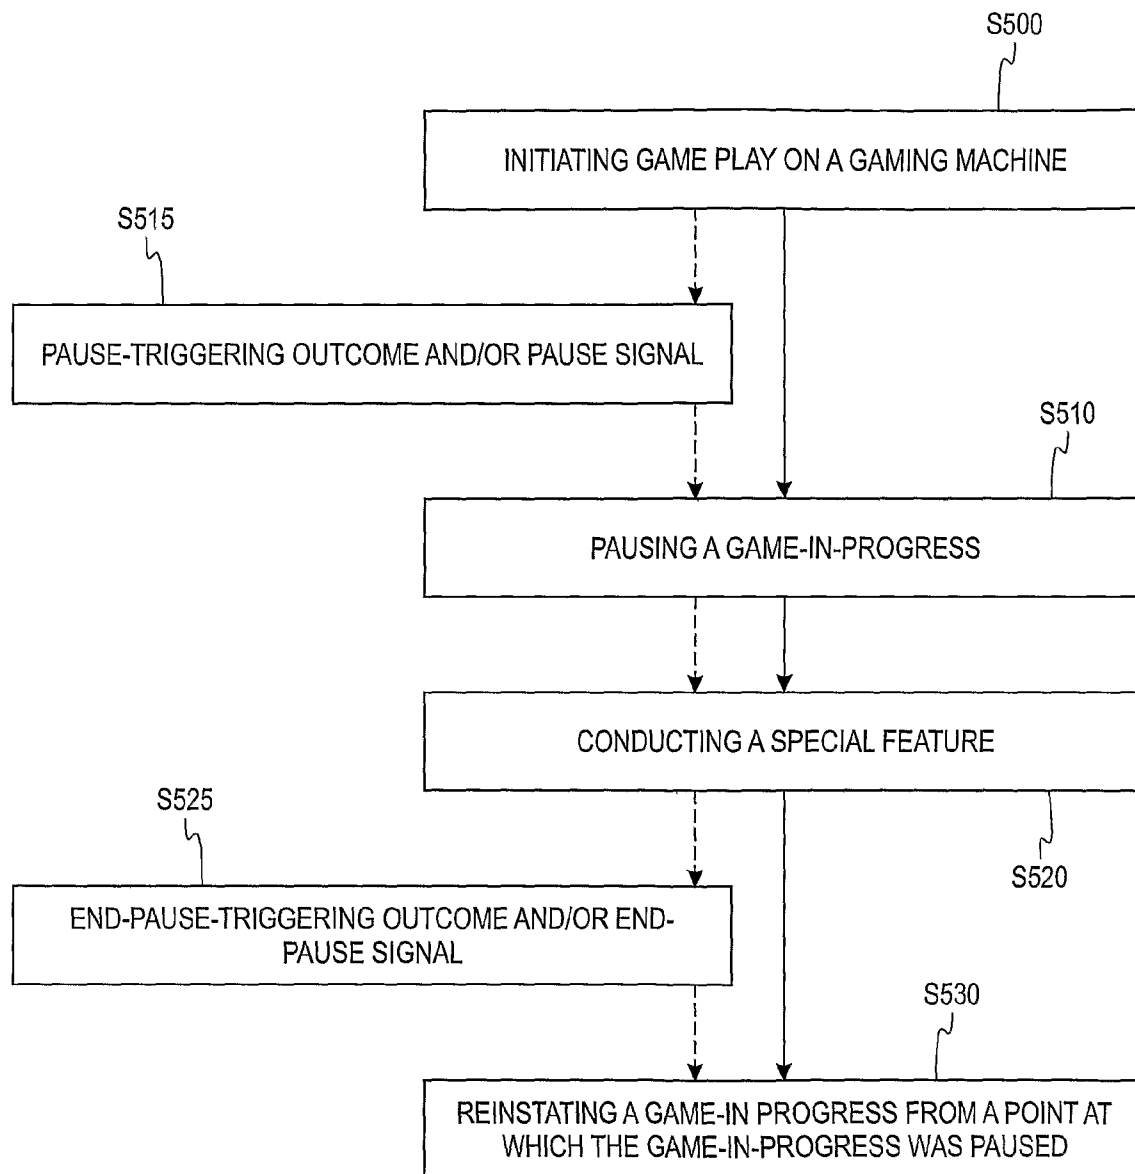 S500
INITIATING GAME PLAY ON A GAMING MACHINE
S515
PAUSE-TRIGGERING OUTCOME AND/OR PAUSE SIGNAL
S510
PAUSING A GAME-IN-PROGRESS
CONDUCTING A SPECIAL FEATURE
S520
S525
END-PAUSE-TRIGGERING OUTCOME AND/OR END-
PAUSE SIGNAL
S530
REINSTATING A GAME-IN PROGRESS FROM A POINT AT
WHICH THE GAME-IN-PROGRESS WAS PAUSED